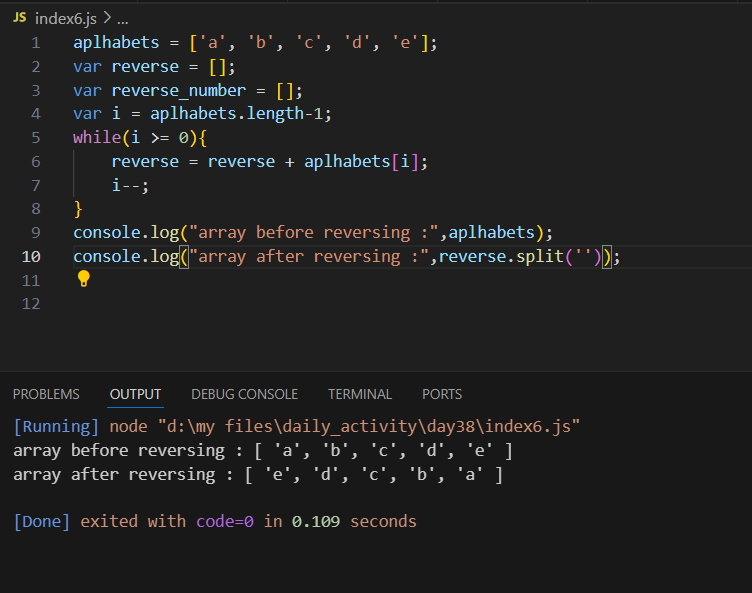 JS index6.js > ...
1 aplhabets = ['a', 'b', 'c', 'd', 'e'];
2 var reverse = [];
3 var reverse_number = [];
4 var i = aplhabets.length-1;
5 while(i >= 0){
6 reverse = reverse + aplhabets[i];
7 i--;
8 }
9 console.log("array before reversing :",aplhabets);
10 console.log("array after reversing :",reverse.split(''));
11
12
PROBLEMS OUTPUT DEBUG CONSOLE TERMINAL PORTS
[Running] node "d:\my files\daily_activity\day38\index6.js"
array before reversing : [ 'a', 'b', 'c', 'd', 'e' ]
array after reversing : [ 'e', 'd', 'c', 'b', 'a' ]
[Done] exited with code=0 in 0.109 seconds